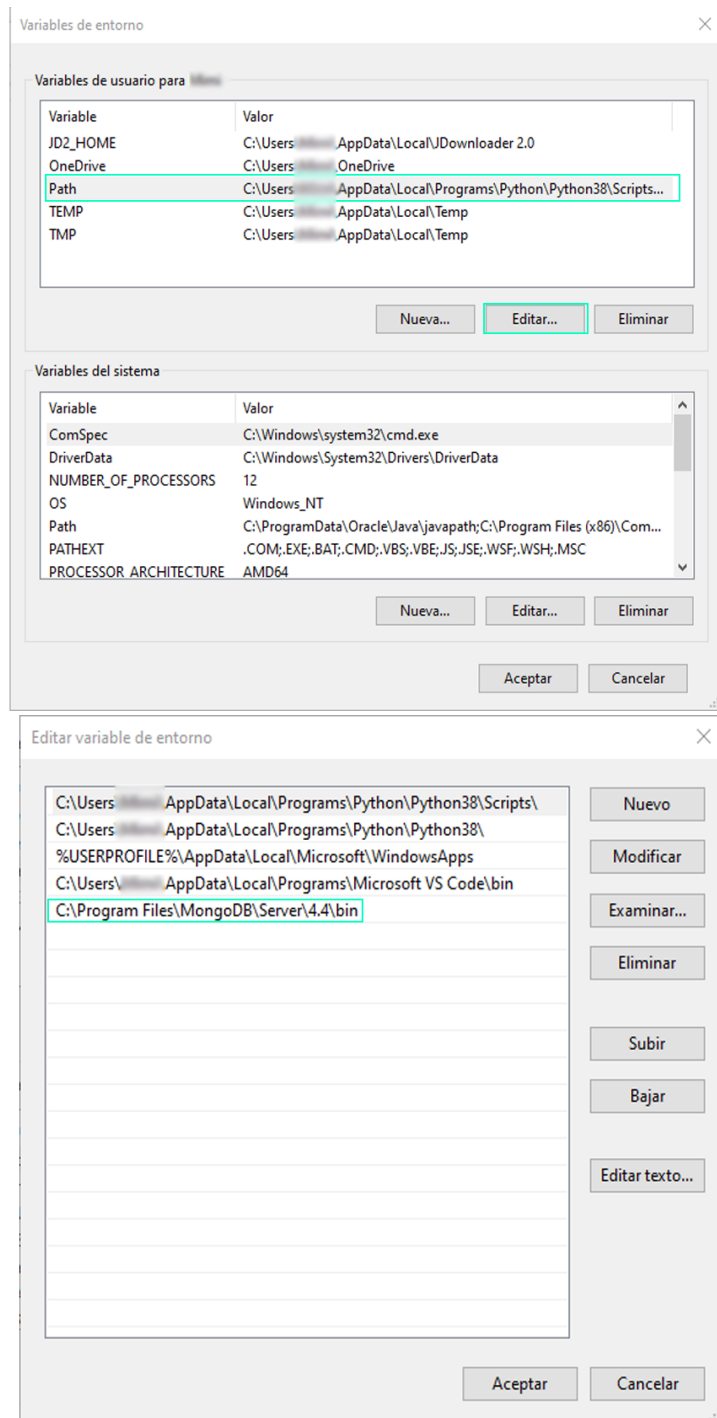 Variables de entorno
Variables de usuario para
Variable Valor
JD2_HOME C:\Users AppData\Local\JDownloader 2.0
OneDrive C:\Users OneDrive
Path C:\Users AppData\Local\Programs\Python\Python38\Scripts...
TEMP C:\Users AppData\Local\Temp
TMP C:\Users AppData\Local\Temp
Nueva... Editar... Eliminar
Variables del sistema
Variable Valor
ComSpec C:\Windows\system32\cmd.exe
DriverData C:\Windows\System32\Drivers\DriverData
NUMBER_OF_PROCESSORS 12
OS Windows_NT
Path C:\ProgramData\Oracle\Java\javapath;C:\Program Files (x86)\Com...
PATHEXT .COM;.EXE;.BAT;.CMD;.VBS;.VBE;.JS;.JSE;.WSF;.WSH;.MSC
PROCESSOR_ARCHITECTURE AMD64
Nueva... Editar... Eliminar
Aceptar Cancelar
Editar variable de entorno
C:\Users AppData\Local\Programs\Python\Python38\Scripts\
C:\Users AppData\Local\Programs\Python\Python38\
%USERPROFILE%\AppData\Local\Microsoft\WindowsApps
C:\Users\ AppData\Local\Programs\Microsoft VS Code\bin
C:\Program Files\MongoDB\Server\4.4\bin
Nuevo
Modificar
Examinar...
Eliminar
Subir
Bajar
Editar texto...
Aceptar Cancelar